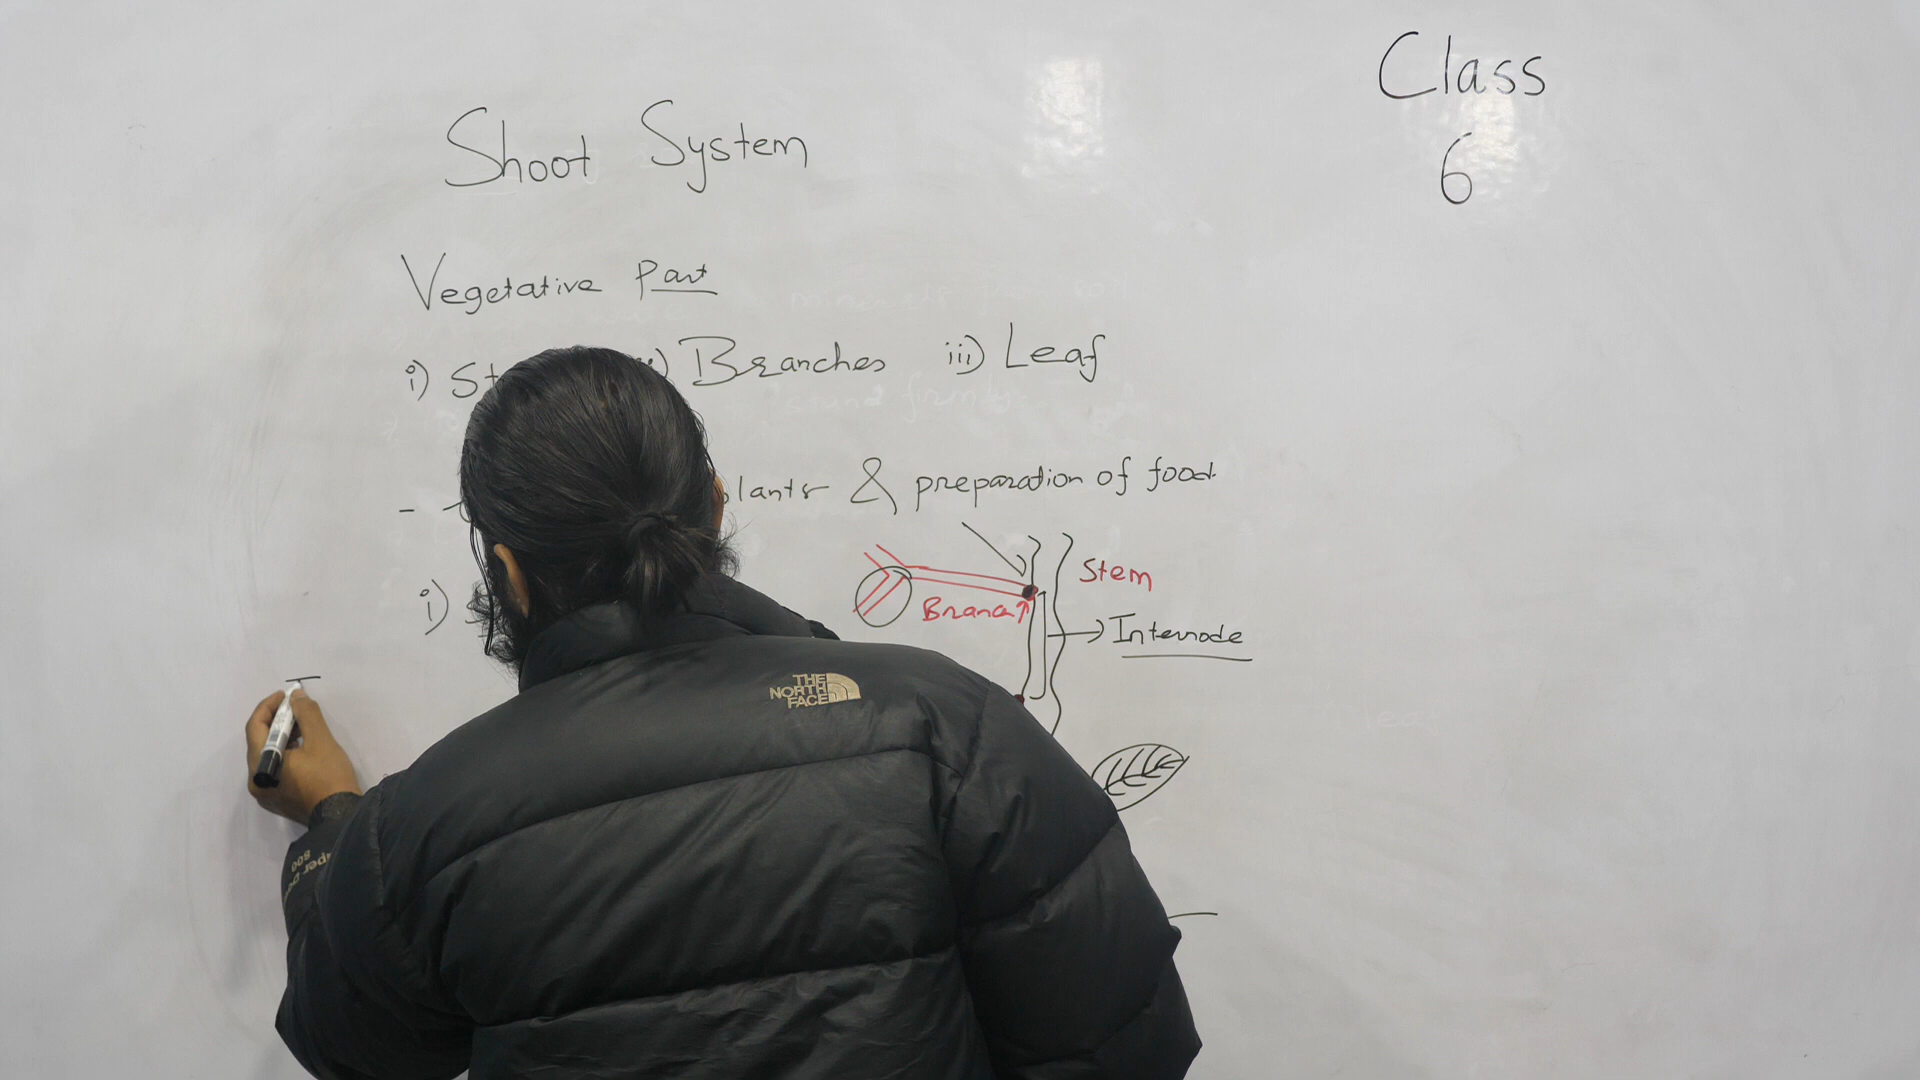 Class
6
Shoot System
Vegetative Part
i) St ii) Branches iii) Leaf
- lants & preparation of food.
Stem
Branch
i) S
Internode
THE
NORTH
FACE
800